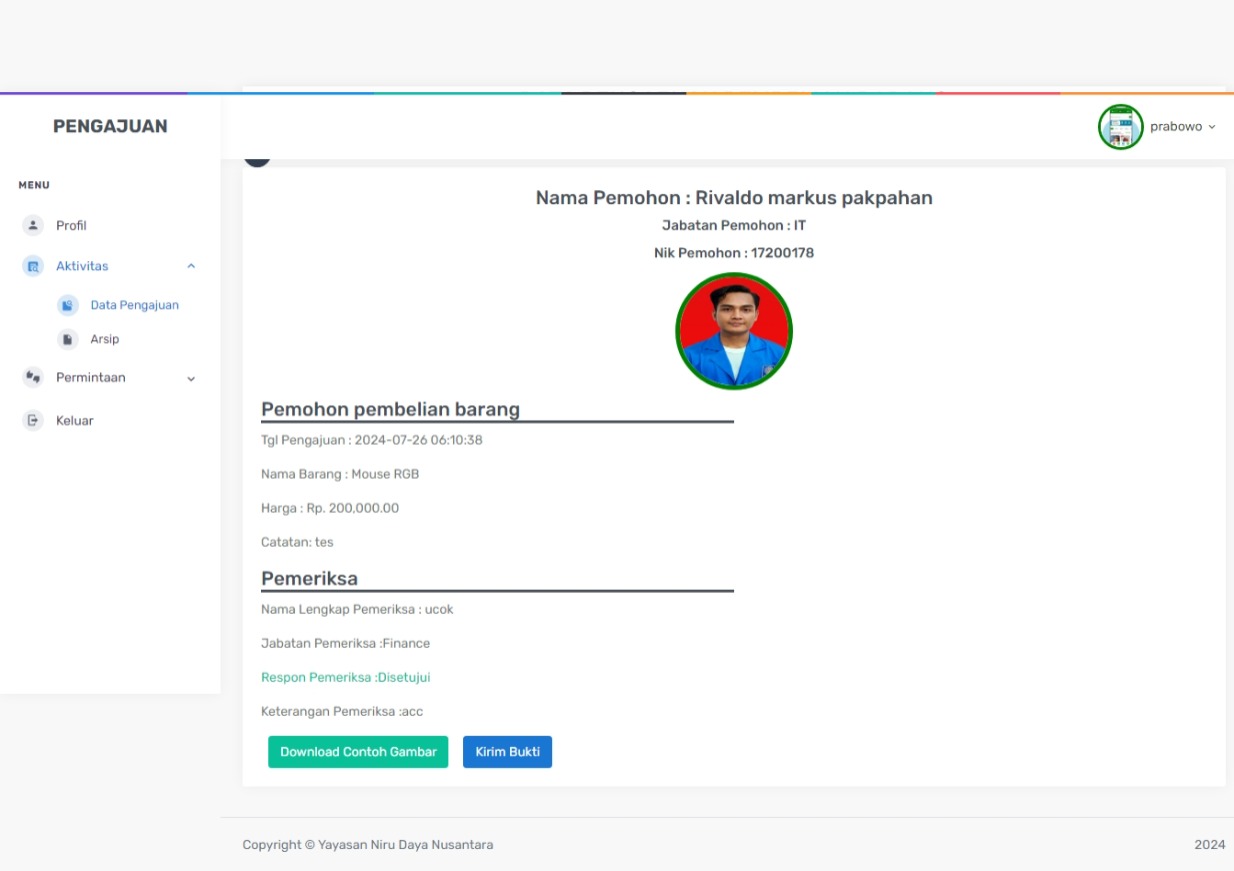 PENGAJUAN
prabowo
MENU
Profil
Aktivitas
Data Pengajuan
Arsip
Permintaan
Keluar
Nama Pemohon : Rivaldo markus pakpahan
Jabatan Pemohon : IT
Nik Pemohon : 17200178
Pemohon pembelian barang
Tgl Pengajuan : 2024-07-26 06:10:38
Nama Barang : Mouse RGB
Harga : Rp. 200,000.00
Catatan: tes
Pemeriksa
Nama Lengkap Pemeriksa : ucok
Jabatan Pemeriksa :Finance
Respon Pemeriksa :Disetujui
Keterangan Pemeriksa :acc
Download Contoh Gambar
Kirim Bukti
Copyright © Yayasan Niru Daya Nusantara
2024